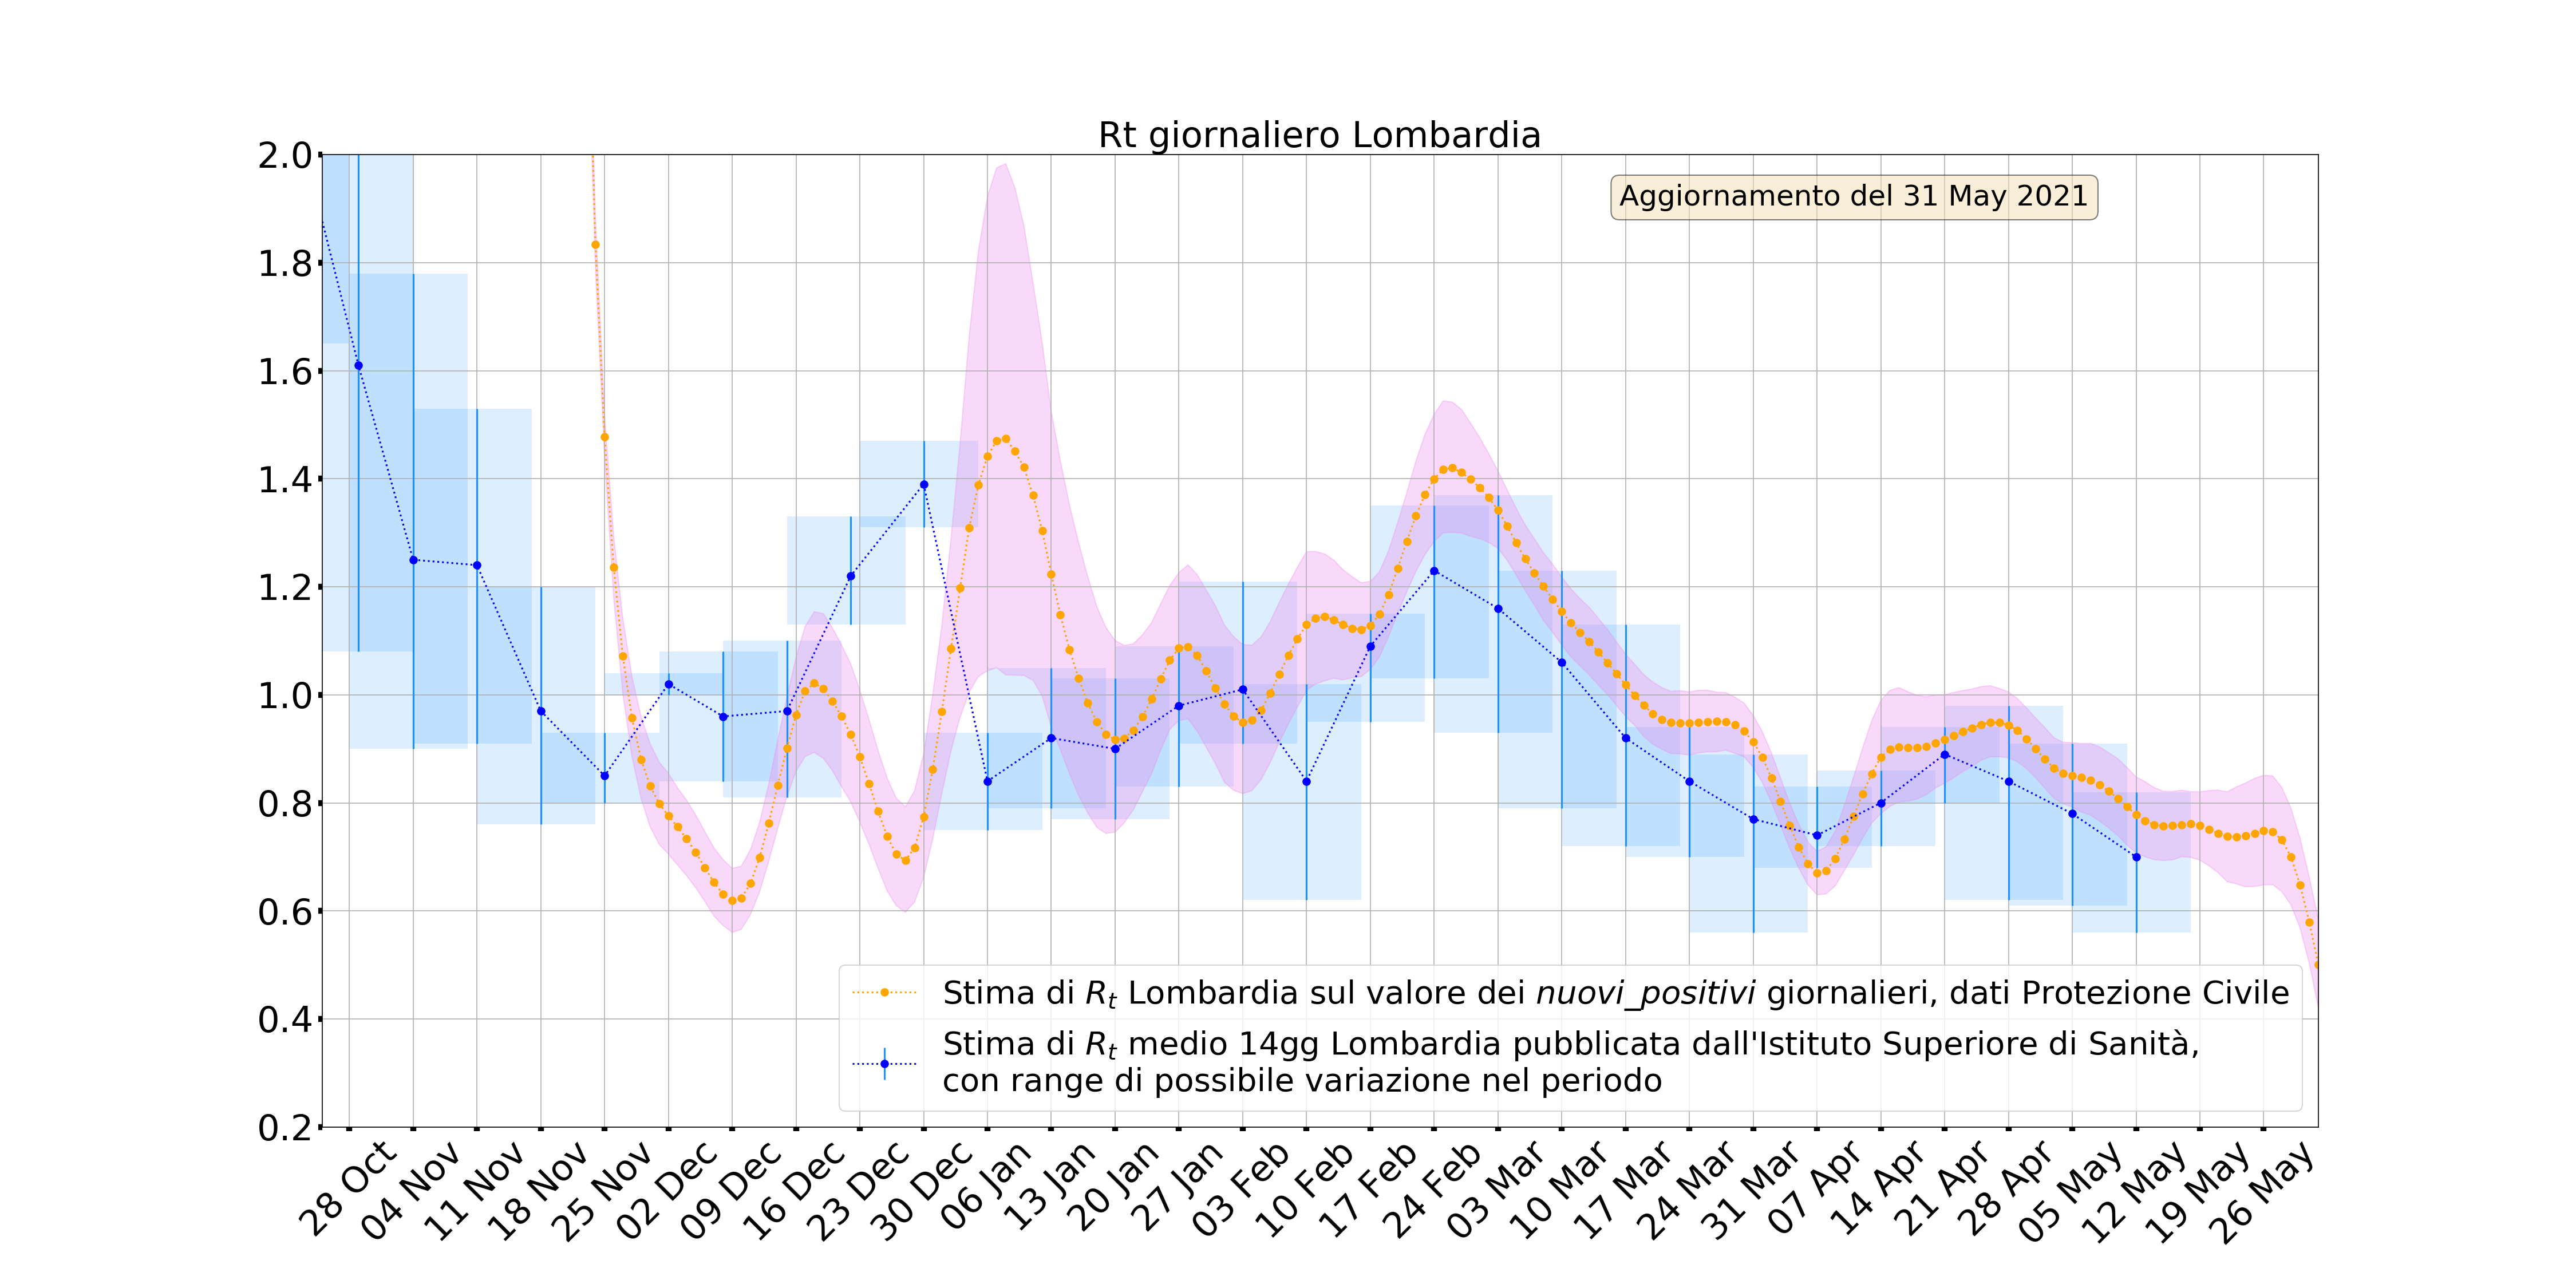 Rt giornaliero Lombardia
Aggiornamento del 31 May 2021
2.0
1.8
1.6
1.4
1.2
1.0
0.8
0.6
0.4
0.2
Stima di Rt Lombardia sul valore dei nuovi_positivi giornalieri, dati Protezione Civile
Stima di Rt medio 14gg Lombardia pubblicata dall'Istituto Superiore di Sanità,
con range di possibile variazione nel periodo
28 Oct
04 Nov
11 Nov
18 Nov
25 Nov
02 Dec
09 Dec
16 Dec
23 Dec
30 Dec
06 Jan
13 Jan
20 Jan
27 Jan
03 Feb
10 Feb
17 Feb
24 Feb
03 Mar
10 Mar
17 Mar
24 Mar
31 Mar
07 Apr
14 Apr
21 Apr
28 Apr
05 May
12 May
19 May
26 May